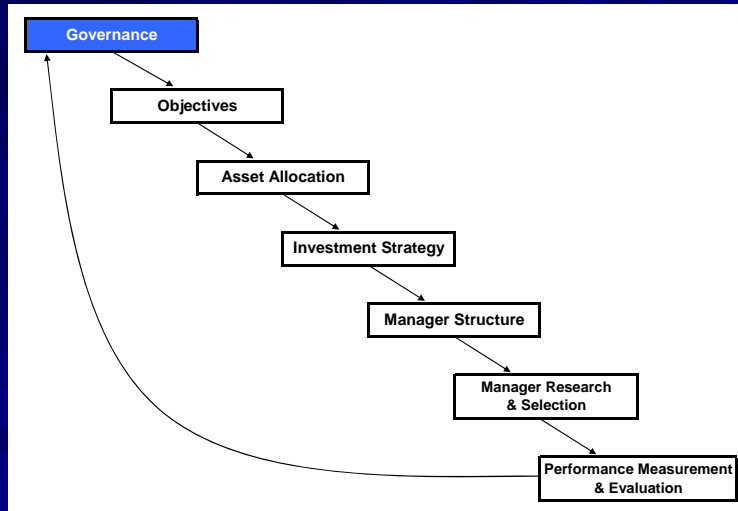 Governance
Objectives
Asset Allocation
Investment Strategy
Manager Structure
Manager Research
& Selection
Performance Measurement
& Evaluation